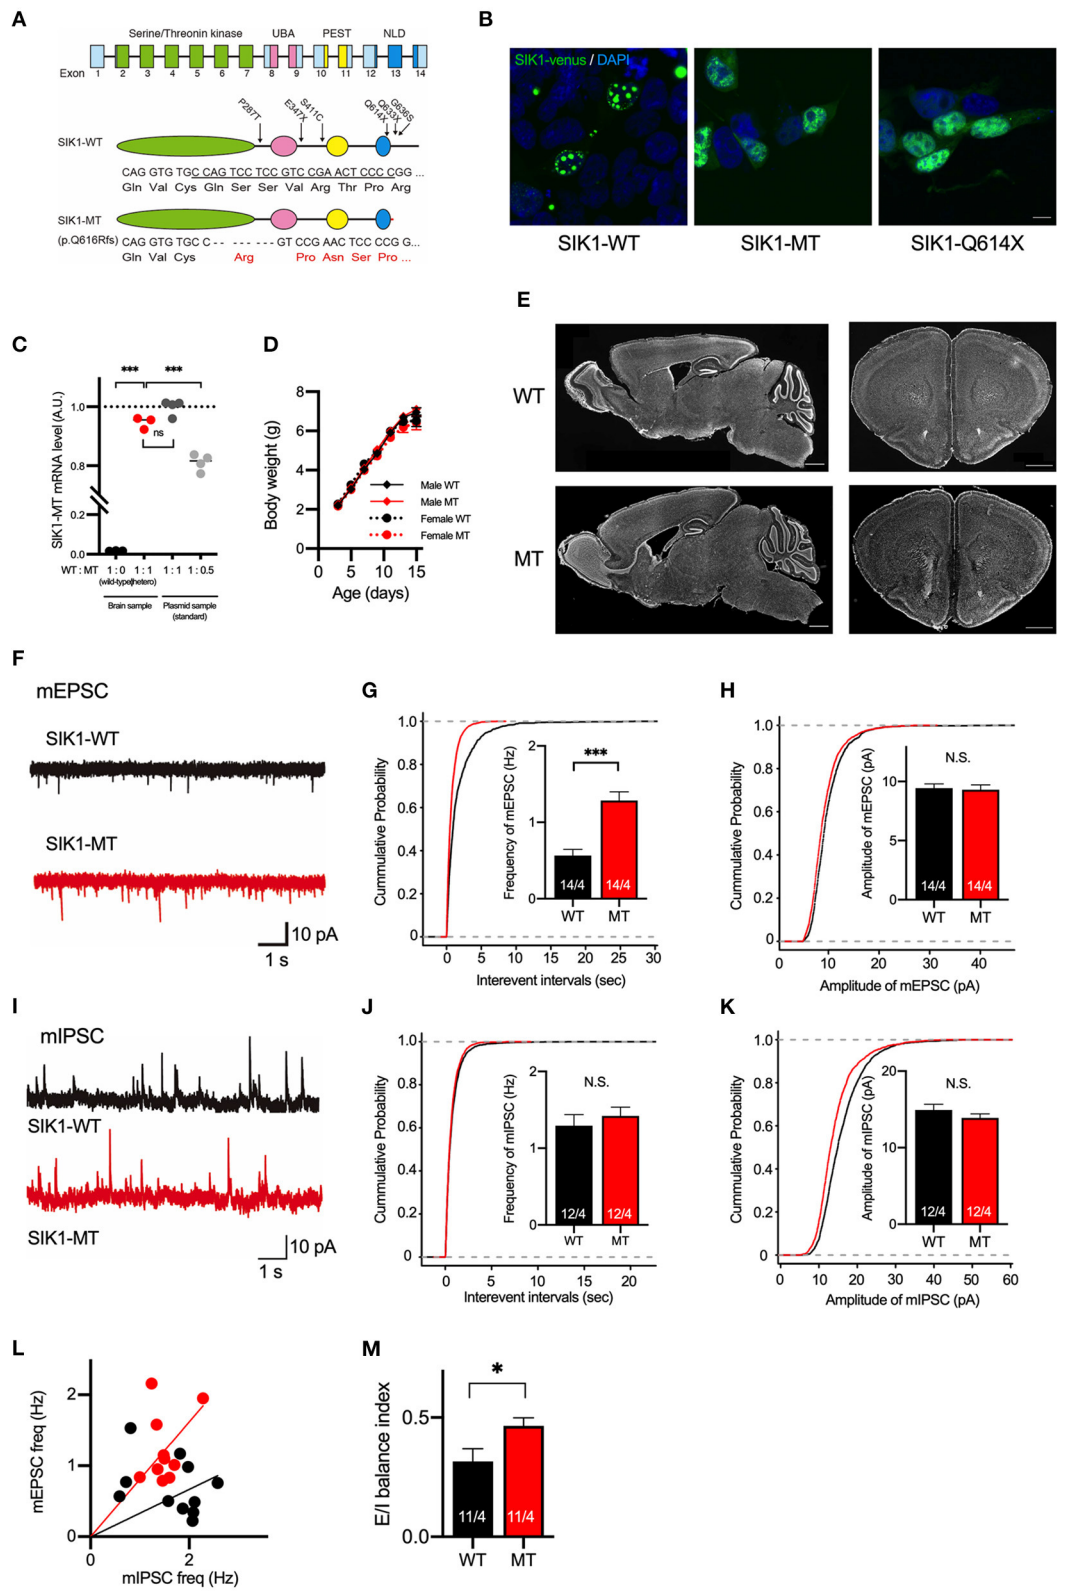 A
Serine/Threonin kinase UBA PEST NLD
Exon 1 2 3 4 5 6 7 8 9 10 11 12 13 14
P287T E347X S411C Q614X Q633X G636S
SIK1-WT
CAG GTG TGC CAG TCC TCC GTC CGA ACT CCC CGG ...
Gln Val Cys Gln Ser Ser Val Arg Thr Pro Arg
SIK1-MT
(p.Q616Rfs)
CAG GTG TGCC C-- - - - - --GT CCG AAC TCC CCG G...
Gln Val Cys Arg Pro Asn Ser Pro ...
B
SIK1-venus / DAPI
SIK1-WT SIK1-MT SIK1-Q614X
C
SIK1-MT mRNA level (A.U.)
*** ***
1.0
ns
0.8
0.2
0.0
WT : MT 1 : 0 1 : 1 1 : 1 1 : 0.5
(wild-type)(hetero)
Brain sample Plasmid sample
(standard)
D
Body weight (g)
8
6
4
2
0
Male WT
Male MT
Female WT
Female MT
0 5 10 15
Age (days)
E
WT
MT
F
mEPSC
SIK1-WT
SIK1-MT
10 pA
1 s
G
Cummulative Probability
1.0
0.8
0.6
0.4
0.2
0
Frequency of mEPSC (Hz)
2
1
0
***
14/4 14/4
WT MT
0 5 10 15 20 25 30
Interevent intervals (sec)
H
Cummulative Probability
1.0
0.8
0.6
0.4
0.2
0
Amplitude of mEPSC (pA)
10
5
0
N.S.
14/4 14/4
WT MT
0 10 20 30 40
Amplitude of mEPSC (pA)
I
mIPSC
SIK1-WT
SIK1-MT
10 pA
1 s
J
Cummulative Probability
1.0
0.8
0.6
0.4
0.2
0
Frequency of mIPSC (Hz)
2
1
0
N.S.
12/4 12/4
WT MT
0 5 10 15 20
Interevent intervals (sec)
K
Cummulative Probability
1.0
0.8
0.6
0.4
0.2
0
Amplitude of mIPSC (pA)
20
10
0
N.S.
12/4 12/4
WT MT
0 10 20 30 40 50 60
Amplitude of mIPSC (pA)
L
mEPSC freq (Hz)
2
1
0
0 2
mIPSC freq (Hz)
M
E/I balance index
0.5
0.0
*
11/4 11/4
WT MT